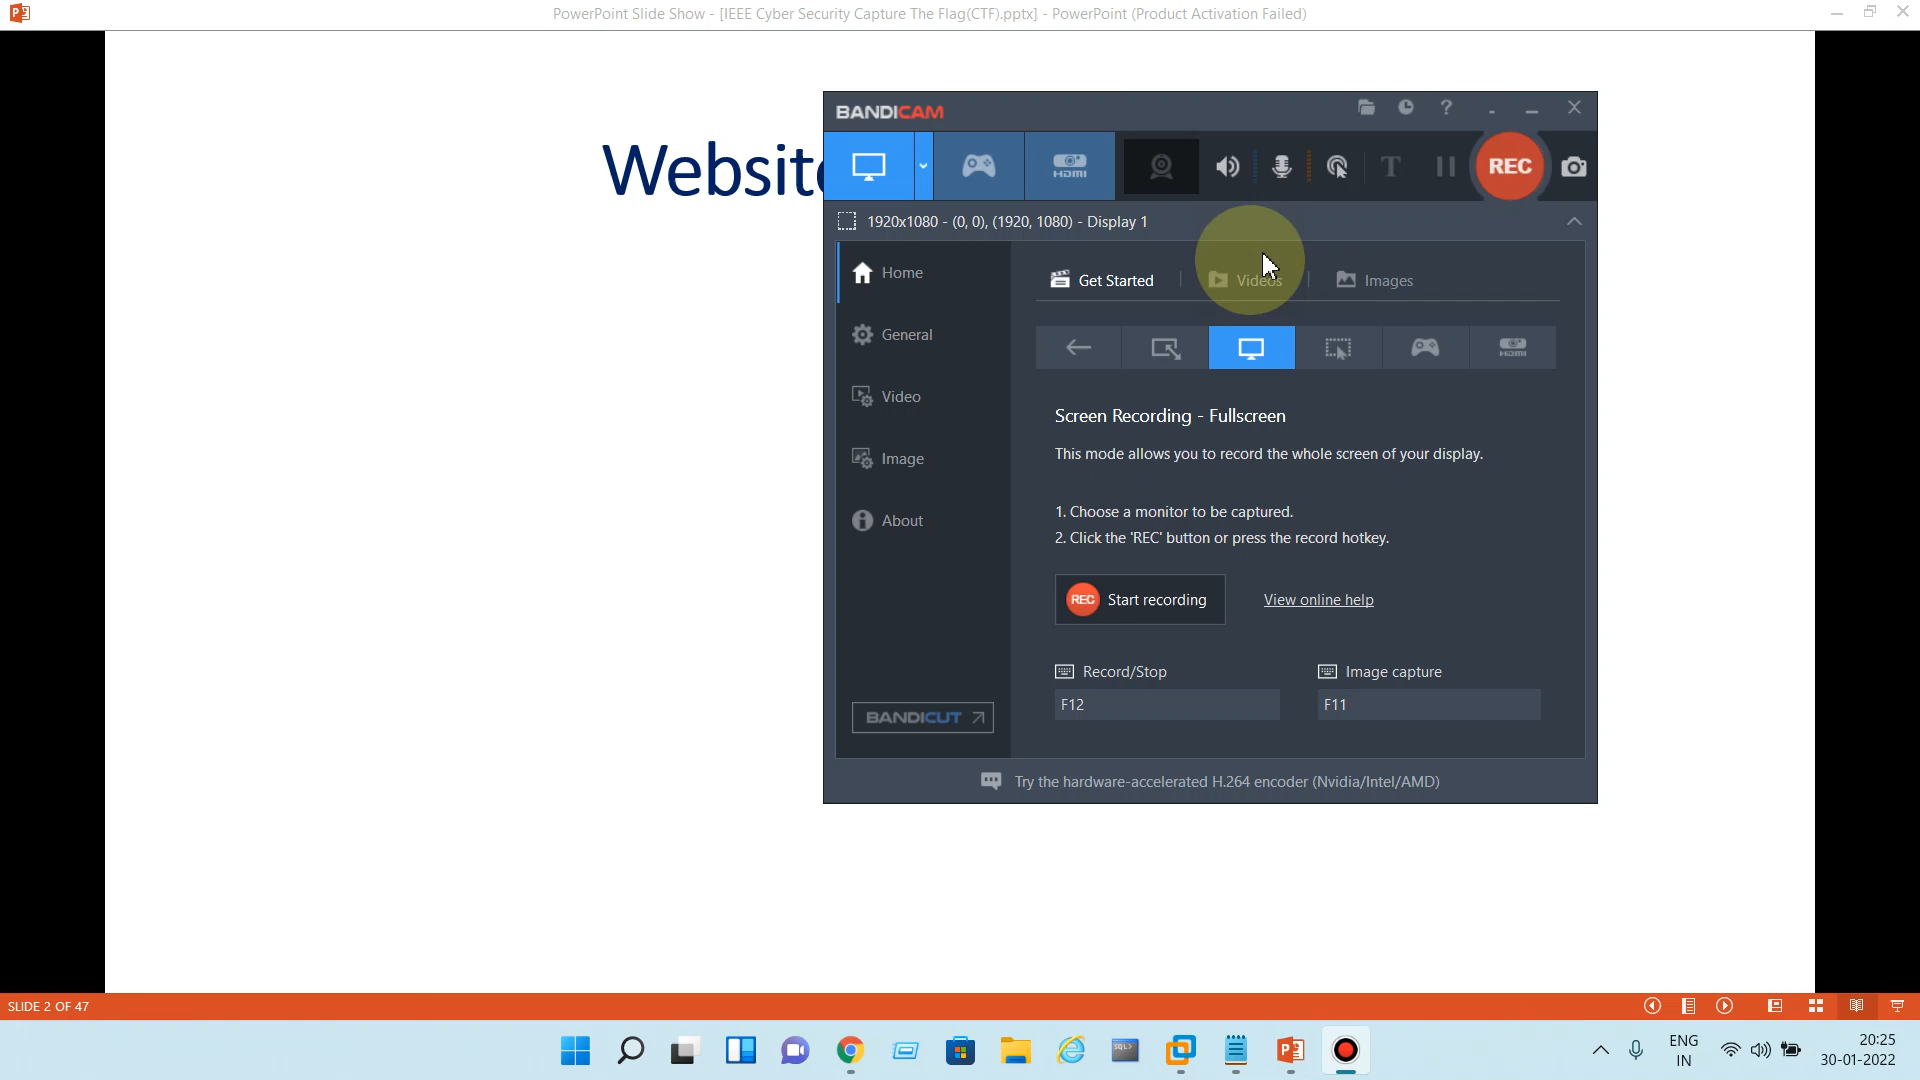 PowerPoint Slide Show - [IEEE Cyber Security Capture The Flag(CTF).pptx] - PowerPoint (Product Activation Failed)
Website
BANDICAM
HDMI
T
REC
1920x1080 - (0, 0), (1920, 1080) - Display 1
Home
General
Video
Image
About
BANDICUT
Get Started
Videos
Images
HDMI
Screen Recording - Fullscreen
This mode allows you to record the whole screen of your display.
1. Choose a monitor to be captured.
2. Click the 'REC' button or press the record hotkey.
REC Start recording
View online help
Record/Stop
Image capture
F12
F11
Try the hardware-accelerated H.264 encoder (Nvidia/Intel/AMD)
SLIDE 2 OF 47
SQL>
ENG
IN
20:25
30-01-2022